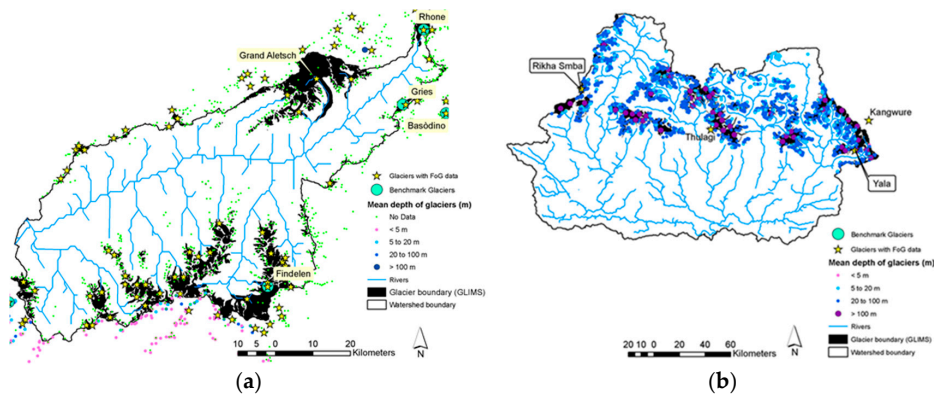 Rhone
Grand Aletsch
Gries
Basòdino
Findelen
Glaciers with FoG data
Benchmark Glaciers
Mean depth of glaciers (m)
No Data
< 5 m
5 to 20 m
20 to 100 m
> 100 m
Rivers
Glacier boundary (GLIMS)
Watershed boundary
10 5 0 10 20
Kilometers
N
(a)
Rikha Smba
Kangwure
Thulagi
Yala
Benchmark Glaciers
Glaciers with FoG data
Mean depth of glaciers (m)
< 5 m
5 to 20 m
20 to 100 m
> 100 m
Rivers
Glacier boundary (GLIMS)
Watershed boundary
20 10 0 20 40 60
Kilometers
N
(b)